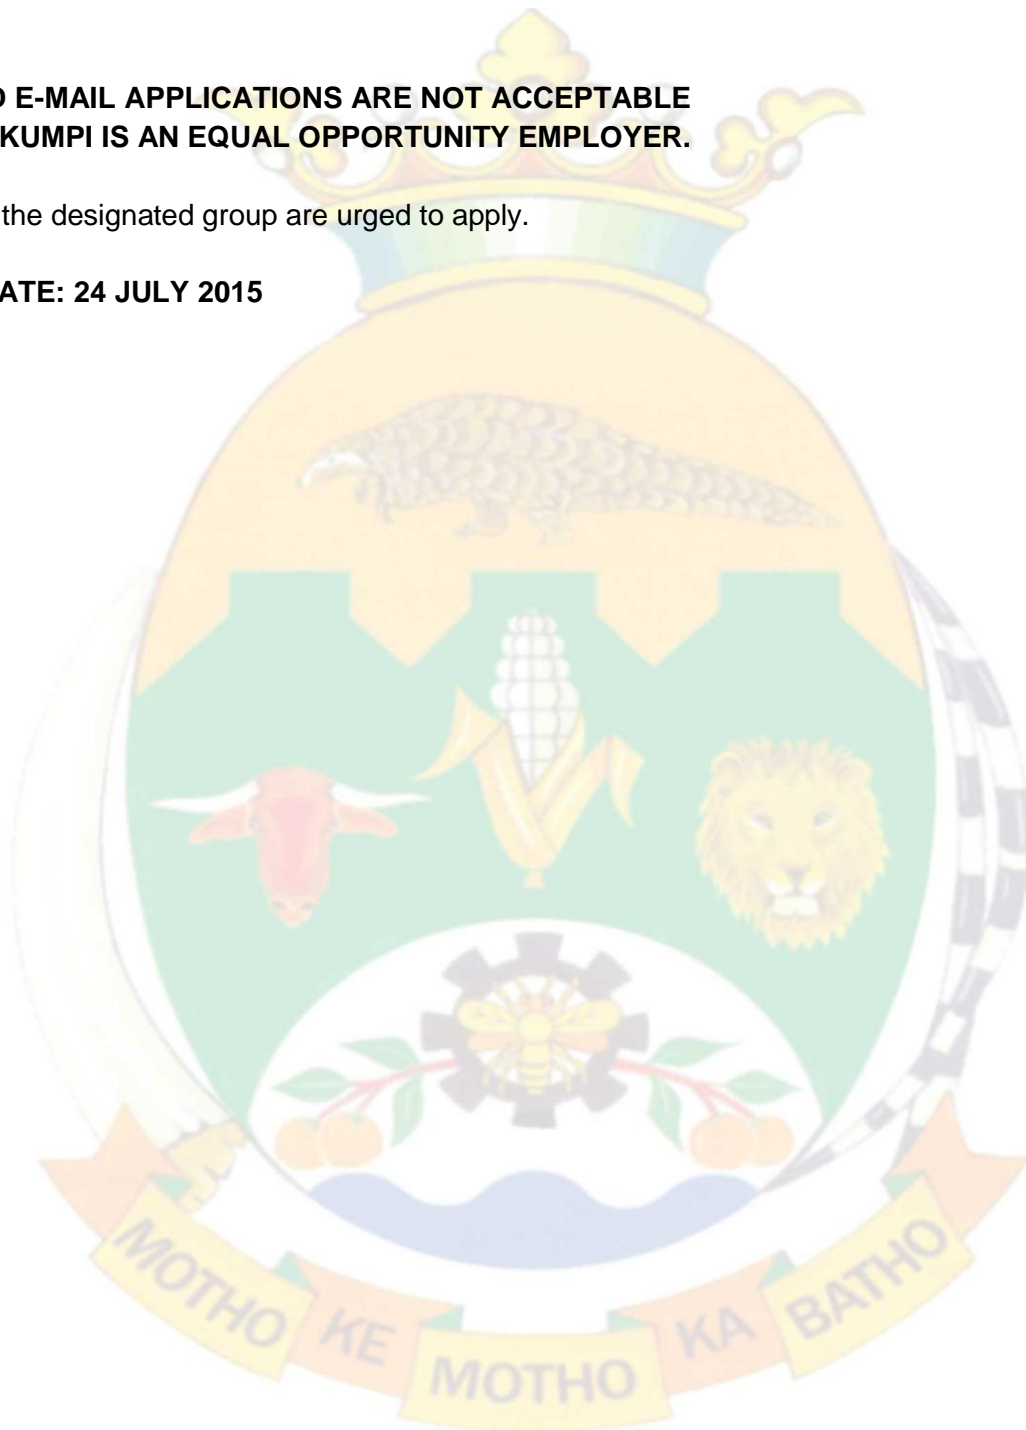 D E-MAIL APPLICATIONS ARE NOT ACCEPTABLE
KUMPI IS AN EQUAL OPPORTUNITY EMPLOYER.
the designated group are urged to apply.
ATE: 24 JULY 2015
MOTHO KE MOTHO KA BATHO